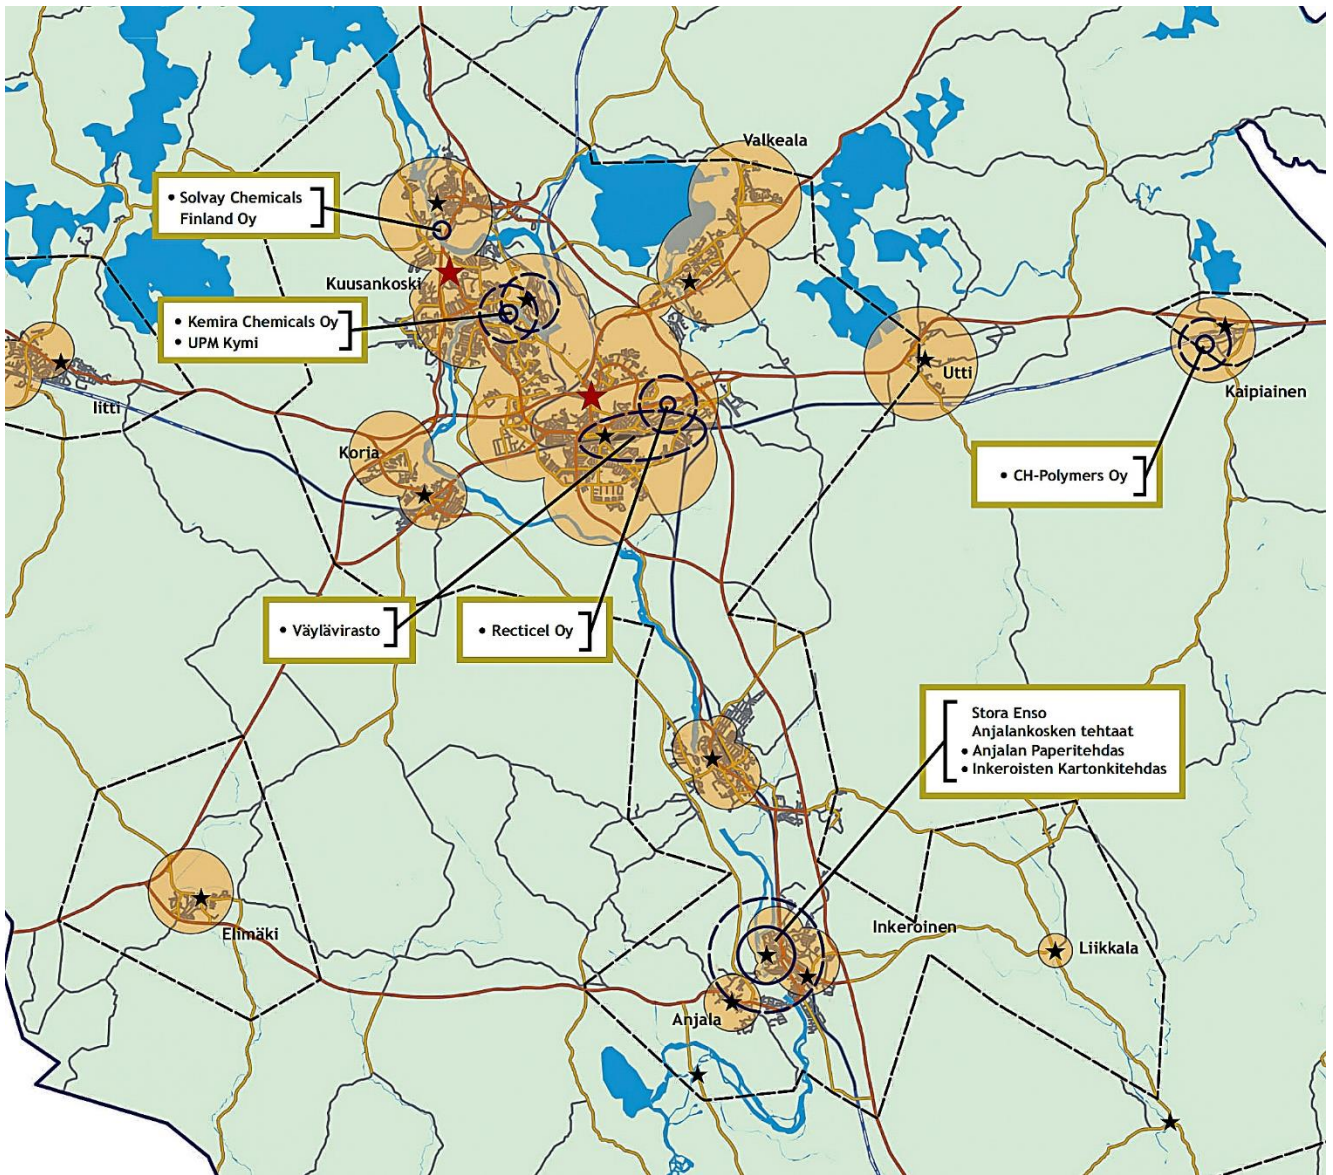 Valkeala
• Solvay Chemicals
Finland Oy
Kuusankoski
• Kemira Chemicals Oy
• UPM Kymi
Iitti
Utti
Kaipiainen
Koria
• CH-Polymers Oy
• Väylävirasto
• Recticel Oy
Stora Enso
Anjalankosken tehtaat
• Anjalan Paperitehdas
• Inkeroisten Kartonkitehdas
Elimäki
Inkeroinen
Liikkala
Anjala